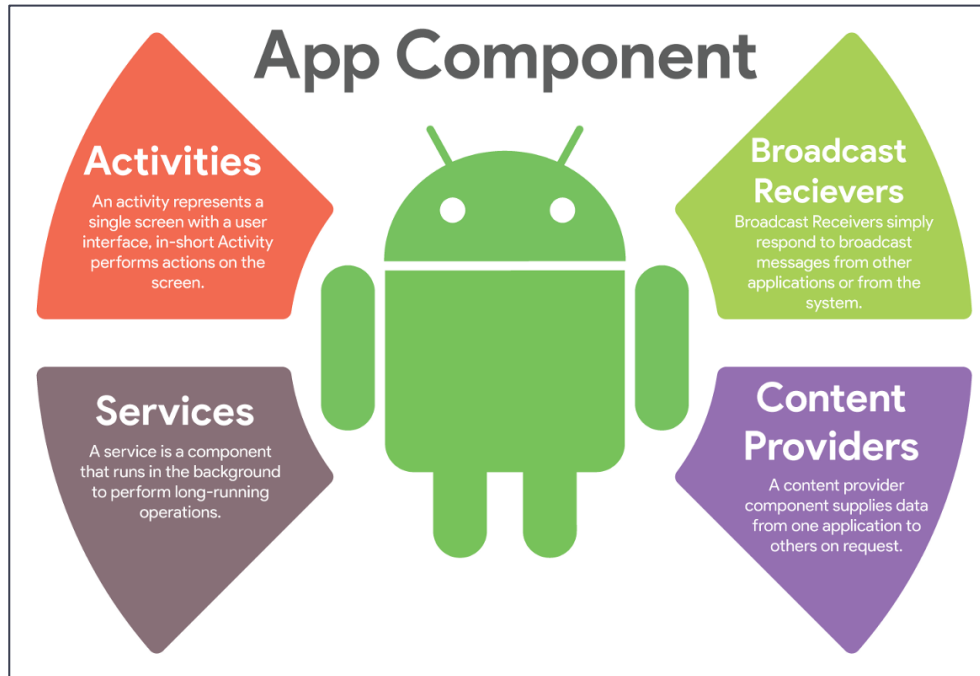 App Component
Activities
An activity represents a
single screen with a user
interface, in-short Activity
performs actions on the
screen.
Broadcast
Recievers
Broadcast Receivers simply
respond to broadcast
messages from other
applications or from the
system.
Services
A service is a component
that runs in the background
to perform long-running
operations.
Content
Providers
A content provider
component supplies data
from one application to
others on request.